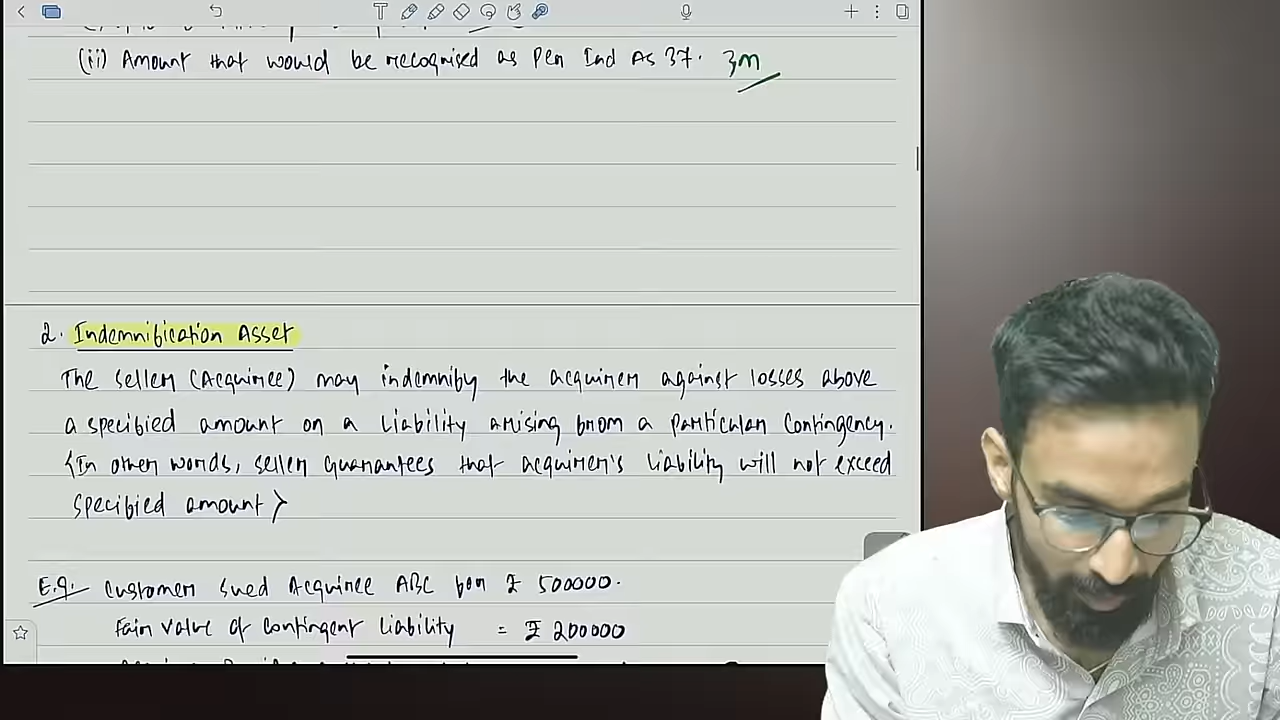 (ii) Amount that would be recognised as per Ind As 37. 3m
2. Indemnification Asset
The seller (Acquiree) may indemnify the acquirer against losses above
a specified amount on a liability arising from a particular contingency.
{In other words, seller guarantees that acquirer's liability will not exceed
specified amount}
E.g. Customer sued Acquiree ABC for ₹ 500000.
Fair value of contingent liability = ₹ 200000